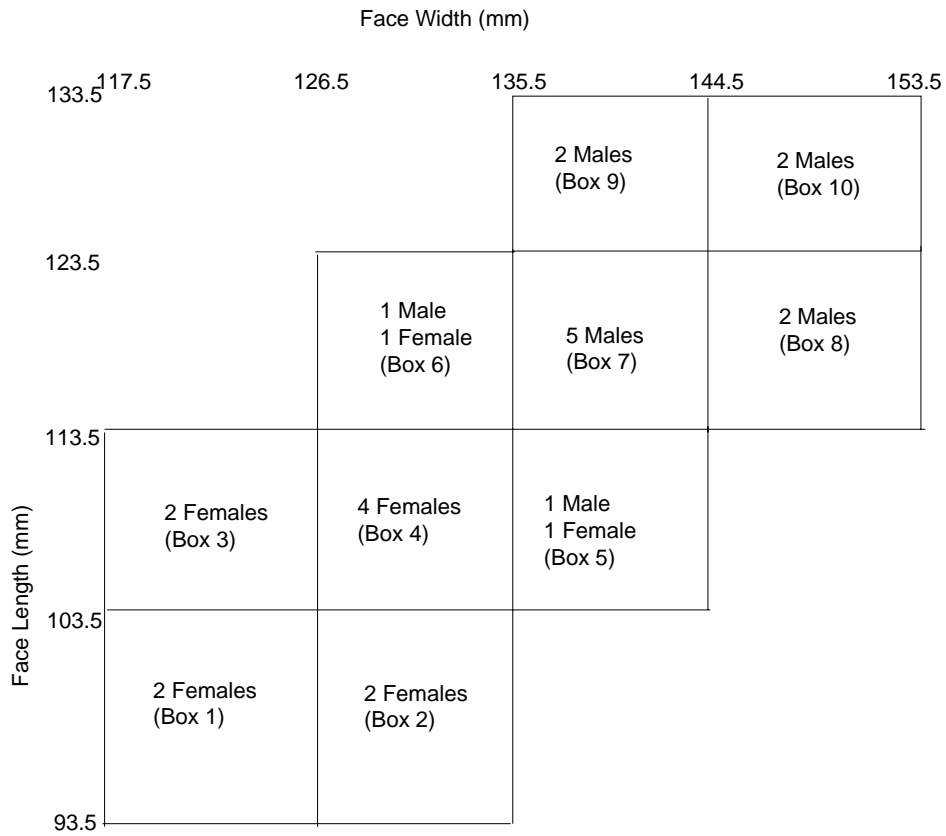 Face Width (mm)
117.5 126.5 135.5 144.5 153.5
133.5
2 Males
(Box 9)
2 Males
(Box 10)
123.5
1 Male
1 Female
(Box 6)
5 Males
(Box 7)
2 Males
(Box 8)
113.5
2 Females
(Box 3)
4 Females
(Box 4)
1 Male
1 Female
(Box 5)
Face Length (mm)
103.5
2 Females
(Box 1)
2 Females
(Box 2)
93.5